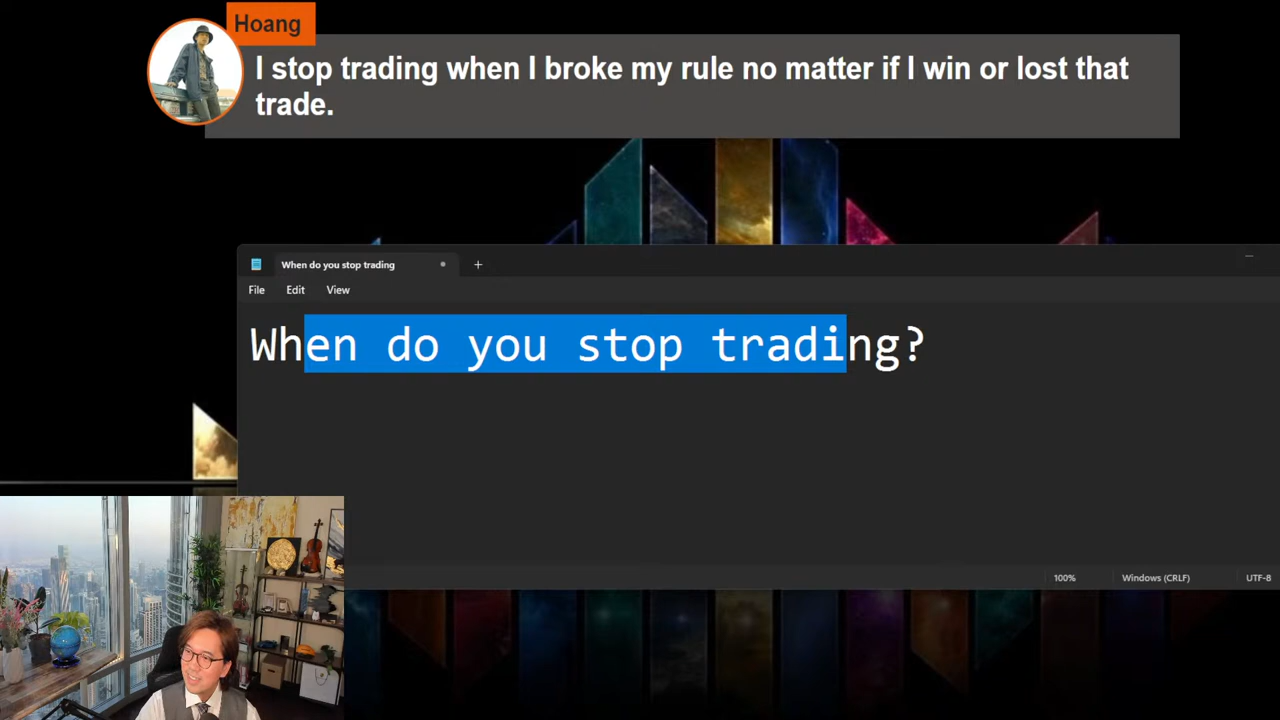 Hoang
I stop trading when I broke my rule no matter if I win or lost that
trade.
When do you stop trading
File Edit View
When do you stop trading?
100% Windows (CRLF) UTF-8